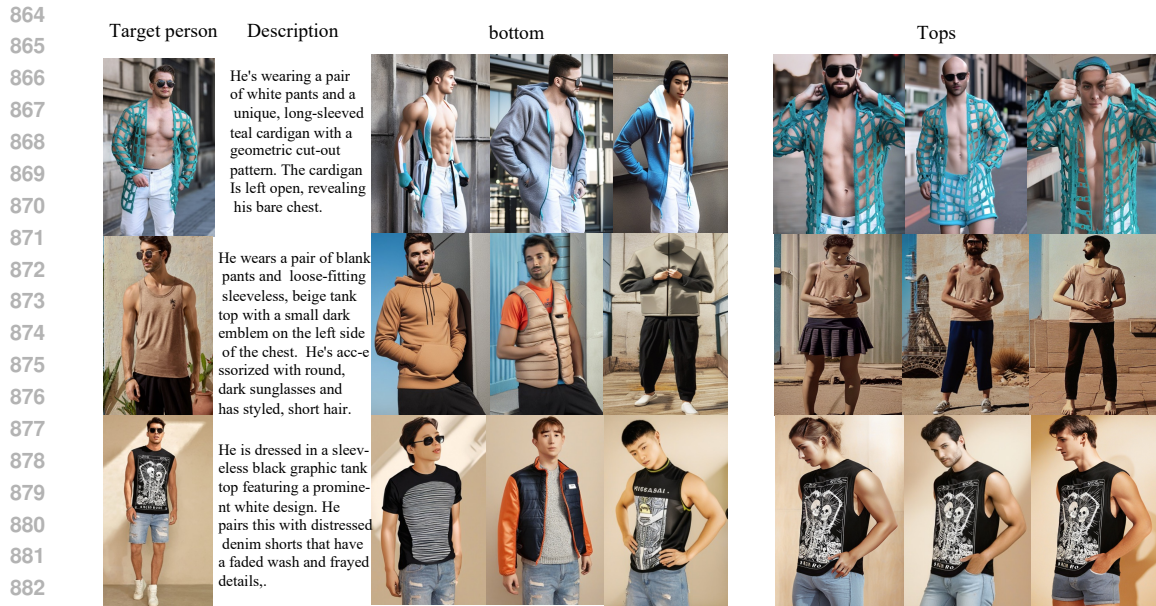 864
865
866
867
868
869
870
871
872
873
874
875
876
877
878
879
880
881
882
Target person
Description
bottom
Tops
He's wearing a pair
of white pants and a
unique, long-sleeved
teal cardigan with a
geometric cut-out
pattern. The cardigan
Is left open, revealing
his bare chest.
He wears a pair of blank
pants and loose-fitting
sleeveless, beige tank
top with a small dark
emblem on the left side
of the chest. He's acc-e
ssorized with round,
dark sunglasses and
has styled, short hair.
He is dressed in a sleev-
eless black graphic tank
top featuring a promine-
nt white design. He
pairs this with distressed
denim shorts that have
a faded wash and frayed
details,.